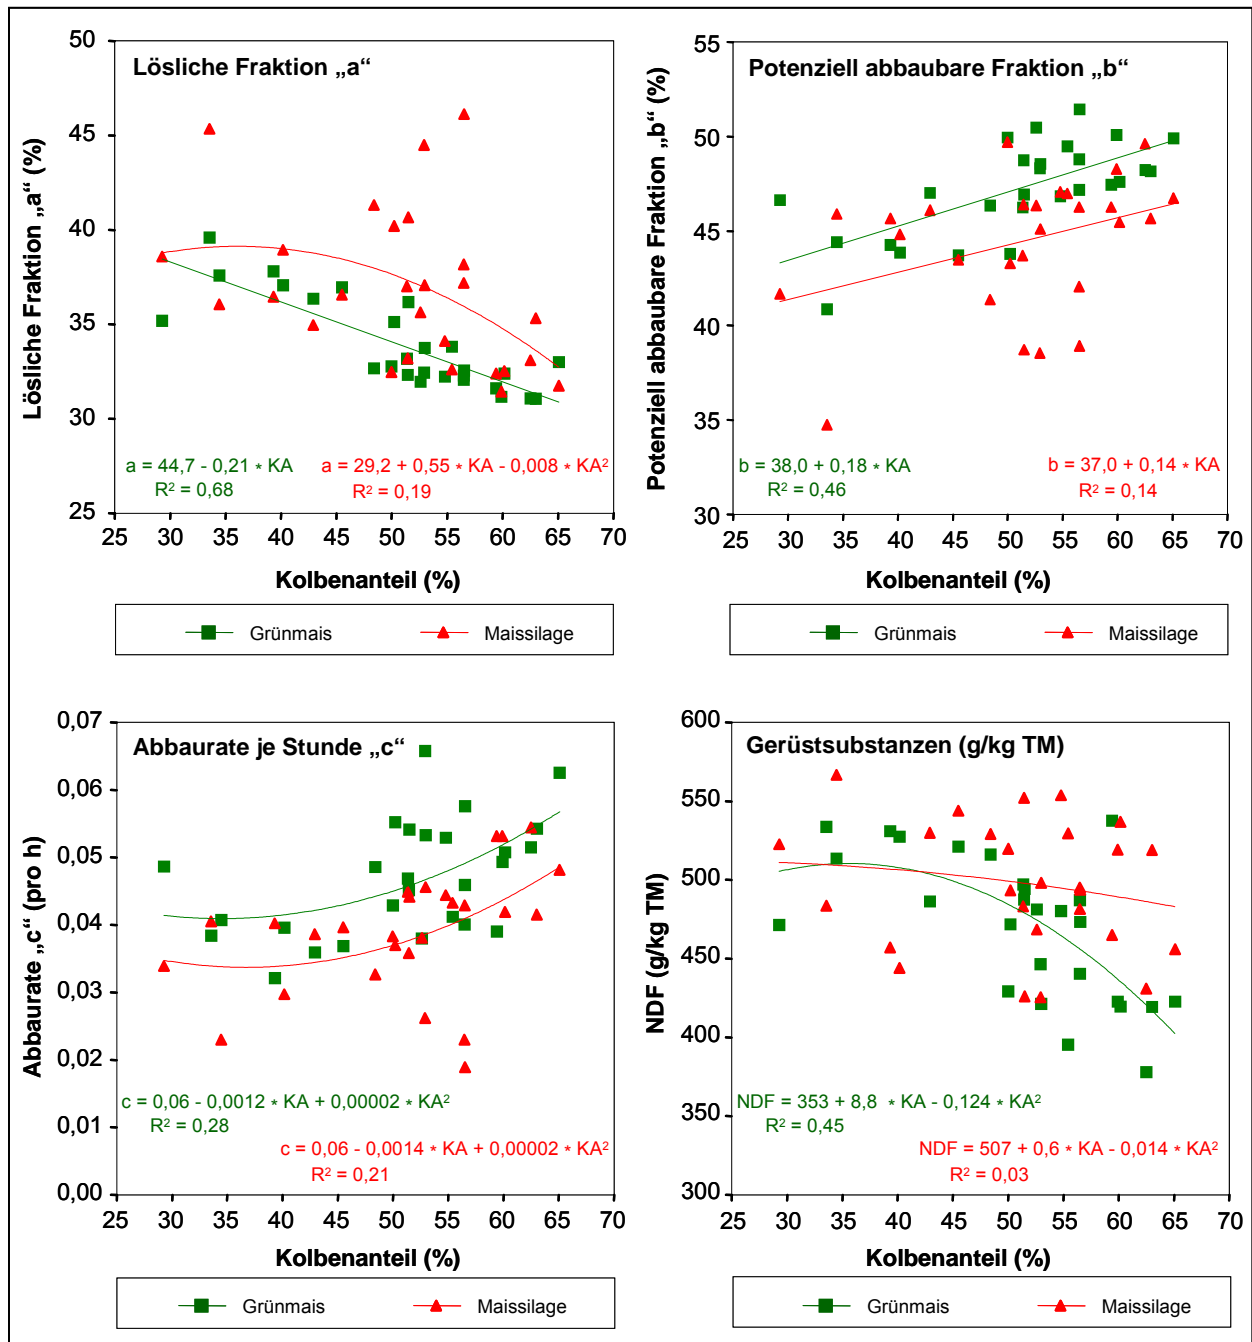 Lösliche Fraktion „a“
Lösliche Fraktion „a“ (%)
50
45
40
35
30
25
a = 44,7 - 0,21 * KA
R² = 0,68
a = 29,2 + 0,55 * KA - 0,008 * KA²
R² = 0,19
25 30 35 40 45 50 55 60 65 70
Kolbenanteil (%)
Grünmais Maissilage
Potenziell abbaubare Fraktion „b“
Potenziell abbaubare Fraktion „b“ (%)
55
50
45
40
35
30
b = 38,0 + 0,18 * KA
R² = 0,46
b = 37,0 + 0,14 * KA
R² = 0,14
25 30 35 40 45 50 55 60 65 70
Kolbenanteil (%)
Grünmais Maissilage
Abbaurate je Stunde „c“
Abbaurate „c“ (pro h)
0,07
0,06
0,05
0,04
0,03
0,02
0,01
0,00
c = 0,06 - 0,0012 * KA + 0,00002 * KA²
R² = 0,28
c = 0,06 - 0,0014 * KA + 0,00002 * KA²
R² = 0,21
25 30 35 40 45 50 55 60 65 70
Kolbenanteil (%)
Grünmais Maissilage
Gerüstsubstanzen (g/kg TM)
NDF (g/kg TM)
600
550
500
450
400
350
300
NDF = 353 + 8,8 * KA - 0,124 * KA²
R² = 0,45
NDF = 507 + 0,6 * KA - 0,014 * KA²
R² = 0,03
25 30 35 40 45 50 55 60 65 70
Kolbenanteil (%)
Grünmais Maissilage